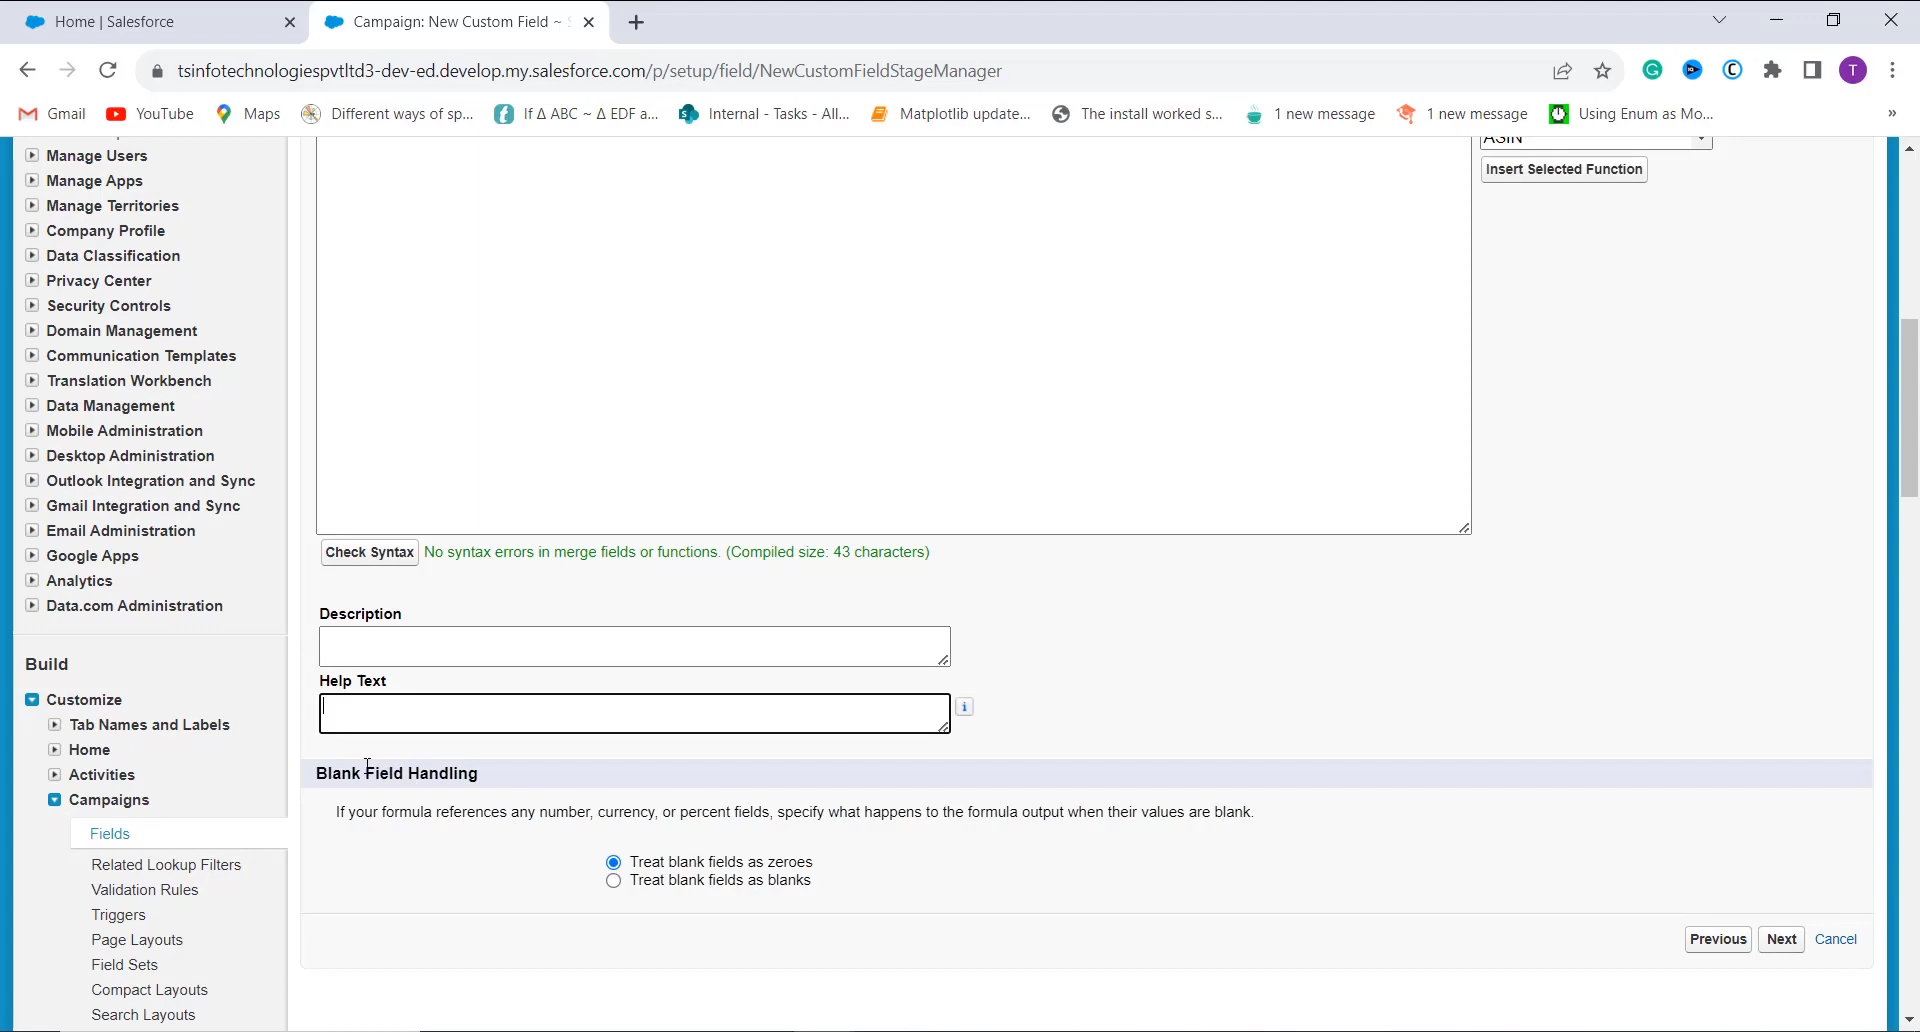 Home | Salesforce
Campaign: New Custom Field ~
tsinfotechnologiespvtltd3-dev-ed.develop.my.salesforce.com/p/setup/field/NewCustomFieldStageManager
T
Gmail
YouTube
Maps
Different ways of sp...
If Δ ABC ~ Δ EDF a...
Internal - Tasks - All...
Matplotlib update...
The install worked s...
1 new message
1 new message
Using Enum as Mo...
»
Manage Users
Manage Apps
Manage Territories
Company Profile
Data Classification
Privacy Center
Security Controls
Domain Management
Communication Templates
Translation Workbench
Data Management
Mobile Administration
Desktop Administration
Outlook Integration and Sync
Gmail Integration and Sync
Email Administration
Google Apps
Analytics
Data.com Administration
Build
Customize
Tab Names and Labels
Home
Activities
Campaigns
Fields
Related Lookup Filters
Validation Rules
Triggers
Page Layouts
Field Sets
Compact Layouts
Search Layouts
ASIN
Insert Selected Function
Check Syntax No syntax errors in merge fields or functions. (Compiled size: 43 characters)
Description
Help Text
i
Blank Field Handling
If your formula references any number, currency, or percent fields, specify what happens to the formula output when their values are blank.
Treat blank fields as zeroes
Treat blank fields as blanks
Previous Next Cancel